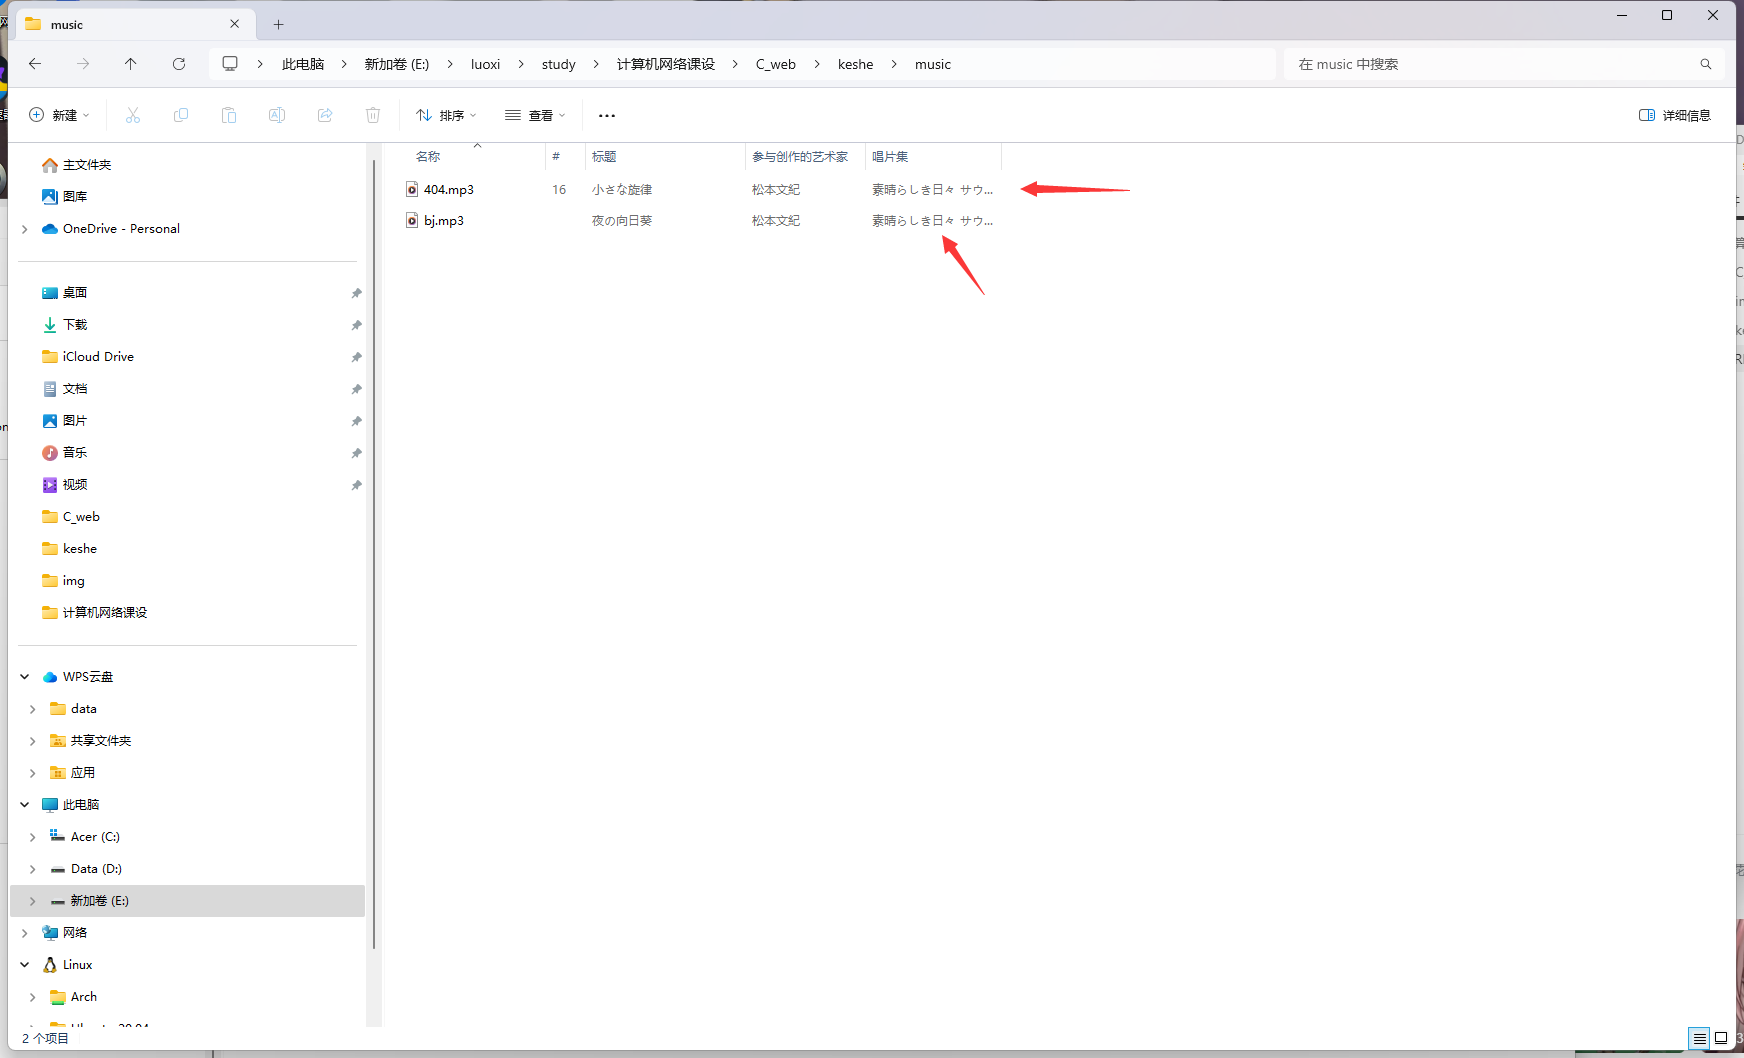 music
此电脑 新加卷 (E:) luoxi study 计算机网络课设 C_web keshe music
在 music 中搜索
新建 排序 查看 ... 详细信息
主文件夹
图库
OneDrive - Personal
桌面
下载
iCloud Drive
文档
图片
音乐
视频
C_web
keshe
img
计算机网络课设
WPS云盘
data
共享文件夹
应用
此电脑
Acer (C:)
Data (D:)
新加卷 (E:)
网络
Linux
Arch
名称 # 标题 参与创作的艺术家 唱片集
404.mp3 16 小さな旋律 松本文紀 素晴らしき日々 サウ...
bj.mp3 夜の向日葵 松本文紀 素晴らしき日々 サウ...
2 个项目